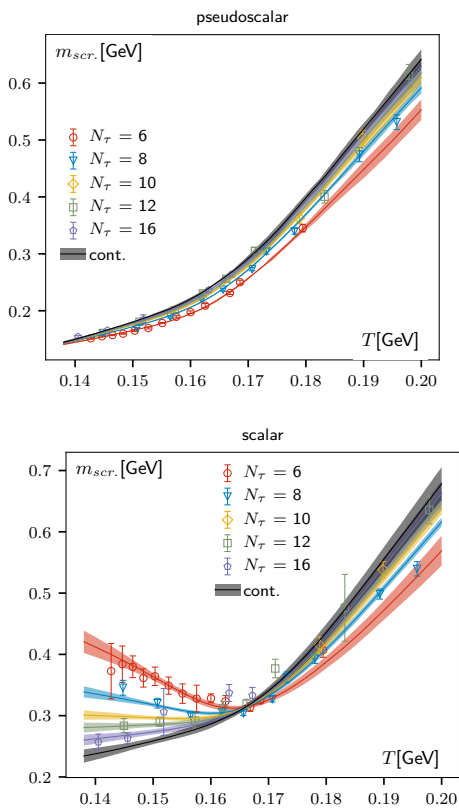 pseudoscalar
m_{scr.}[GeV]
0.6
0.5
0.4
0.3
0.2
N_τ = 6
N_τ = 8
N_τ = 10
N_τ = 12
N_τ = 16
cont.
T[GeV]
0.14 0.15 0.16 0.17 0.18 0.19 0.20
scalar
m_{scr.}[GeV]
0.7
0.6
0.5
0.4
0.3
0.2
N_τ = 6
N_τ = 8
N_τ = 10
N_τ = 12
N_τ = 16
cont.
T[GeV]
0.14 0.15 0.16 0.17 0.18 0.19 0.20